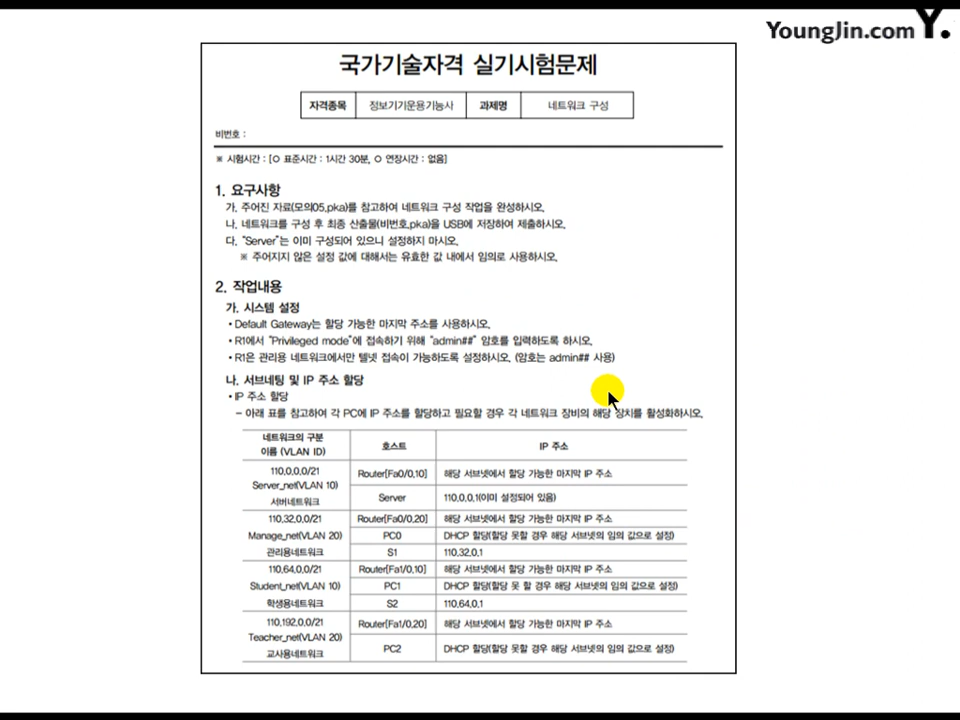 YoungJin.com Y.
국가기술자격 실기시험문제
자격종목 정보기기운용기능사 과제명 네트워크 구성
비번호 :
※ 시험시간 : [○ 표준시간 : 1시간 30분, ○ 연장시간 : 없음]
1. 요구사항
가. 주어진 자료(모의05.pka)를 참고하여 네트워크 구성 작업을 완성하시오.
나. 네트워크를 구성 후 최종 산출물(비번호.pka)을 USB에 저장하여 제출하시오.
다. "Server"는 이미 구성되어 있으니 설정하지 마시오.
※ 주어지지 않은 설정 값에 대해서는 유효한 값 내에서 임의로 사용하시오.
2. 작업내용
가. 시스템 설정
• Default Gateway는 할당 가능한 마지막 주소를 사용하시오.
• R1에서 "Privileged mode"에 접속하기 위해 "admin##" 암호를 입력하도록 하시오.
• R1은 관리용 네트워크에서만 텔넷 접속이 가능하도록 설정하시오. (암호는 admin## 사용)
나. 서브네팅 및 IP 주소 할당
• IP 주소 할당
– 아래 표를 참고하여 각 PC에 IP 주소를 할당하고 필요할 경우 각 네트워크 장비의 해당 장치를 활성화하시오.
네트워크의 구분
이름 (VLAN ID)
호스트
IP 주소
110.0.0.0/21
Server_net(VLAN 10)
서버네트워크
Router[Fa0/0.10] 해당 서브넷에서 할당 가능한 마지막 IP 주소
Server 110.0.0.1(이미 설정되어 있음)
110.32.0.0/21
Manage_net(VLAN 20)
관리용네트워크
Router[Fa0/0.20] 해당 서브넷에서 할당 가능한 마지막 IP 주소
PC0 DHCP 할당(할당 못할 경우 해당 서브넷의 임의 값으로 설정)
S1 110.32.0.1
110.64.0.0/21
Student_net(VLAN 10)
학생용네트워크
Router[Fa1/0.10] 해당 서브넷에서 할당 가능한 마지막 IP 주소
PC1 DHCP 할당(할당 못 할 경우 해당 서브넷의 임의 값으로 설정)
S2 110.64.0.1
110.192.0.0/21
Teacher_net(VLAN 20)
교사용네트워크
Router[Fa1/0.20] 해당 서브넷에서 할당 가능한 마지막 IP 주소
PC2 DHCP 할당(할당 못할 경우 해당 서브넷의 임의 값으로 설정)